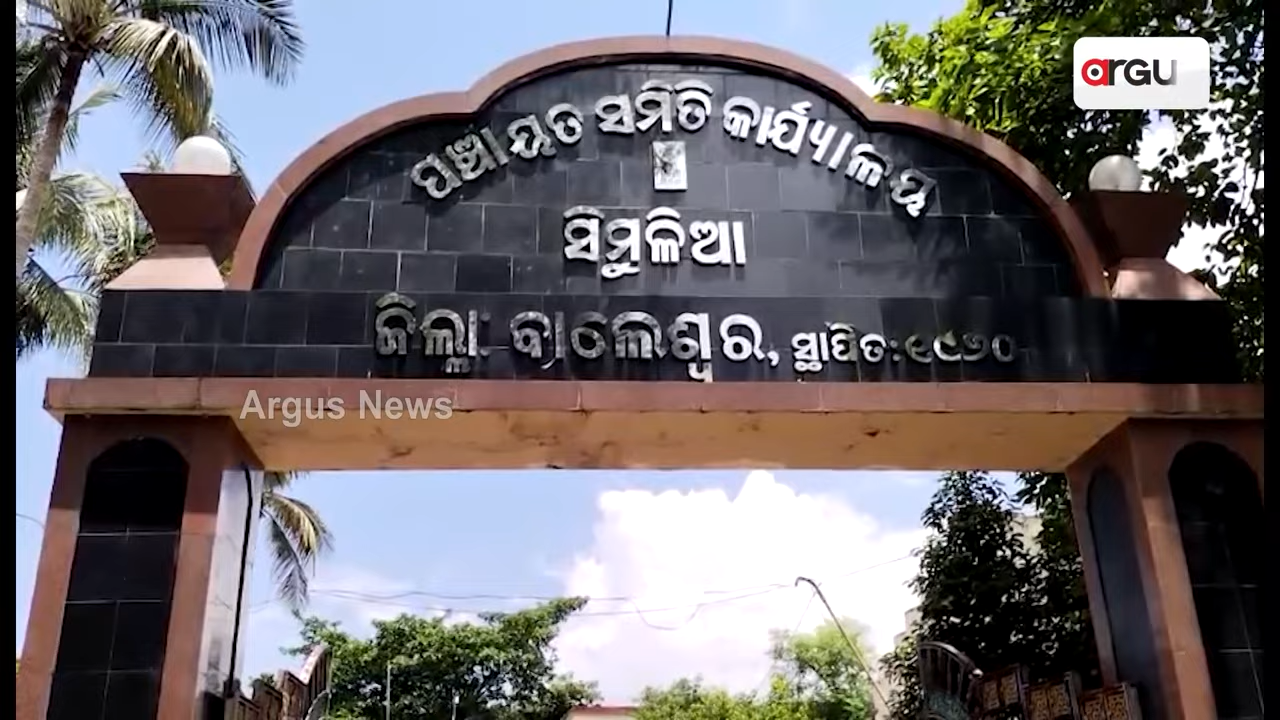 ARGU
ପଞ୍ଚାୟତ ସମିତି କାର୍ଯ୍ୟାଳୟ
ସିମୁଳିଆ
ଜିଲ୍ଲା: ବାଲେଶ୍ୱର, ସ୍ଥାପିତ:୧୯୬୦
Argus News